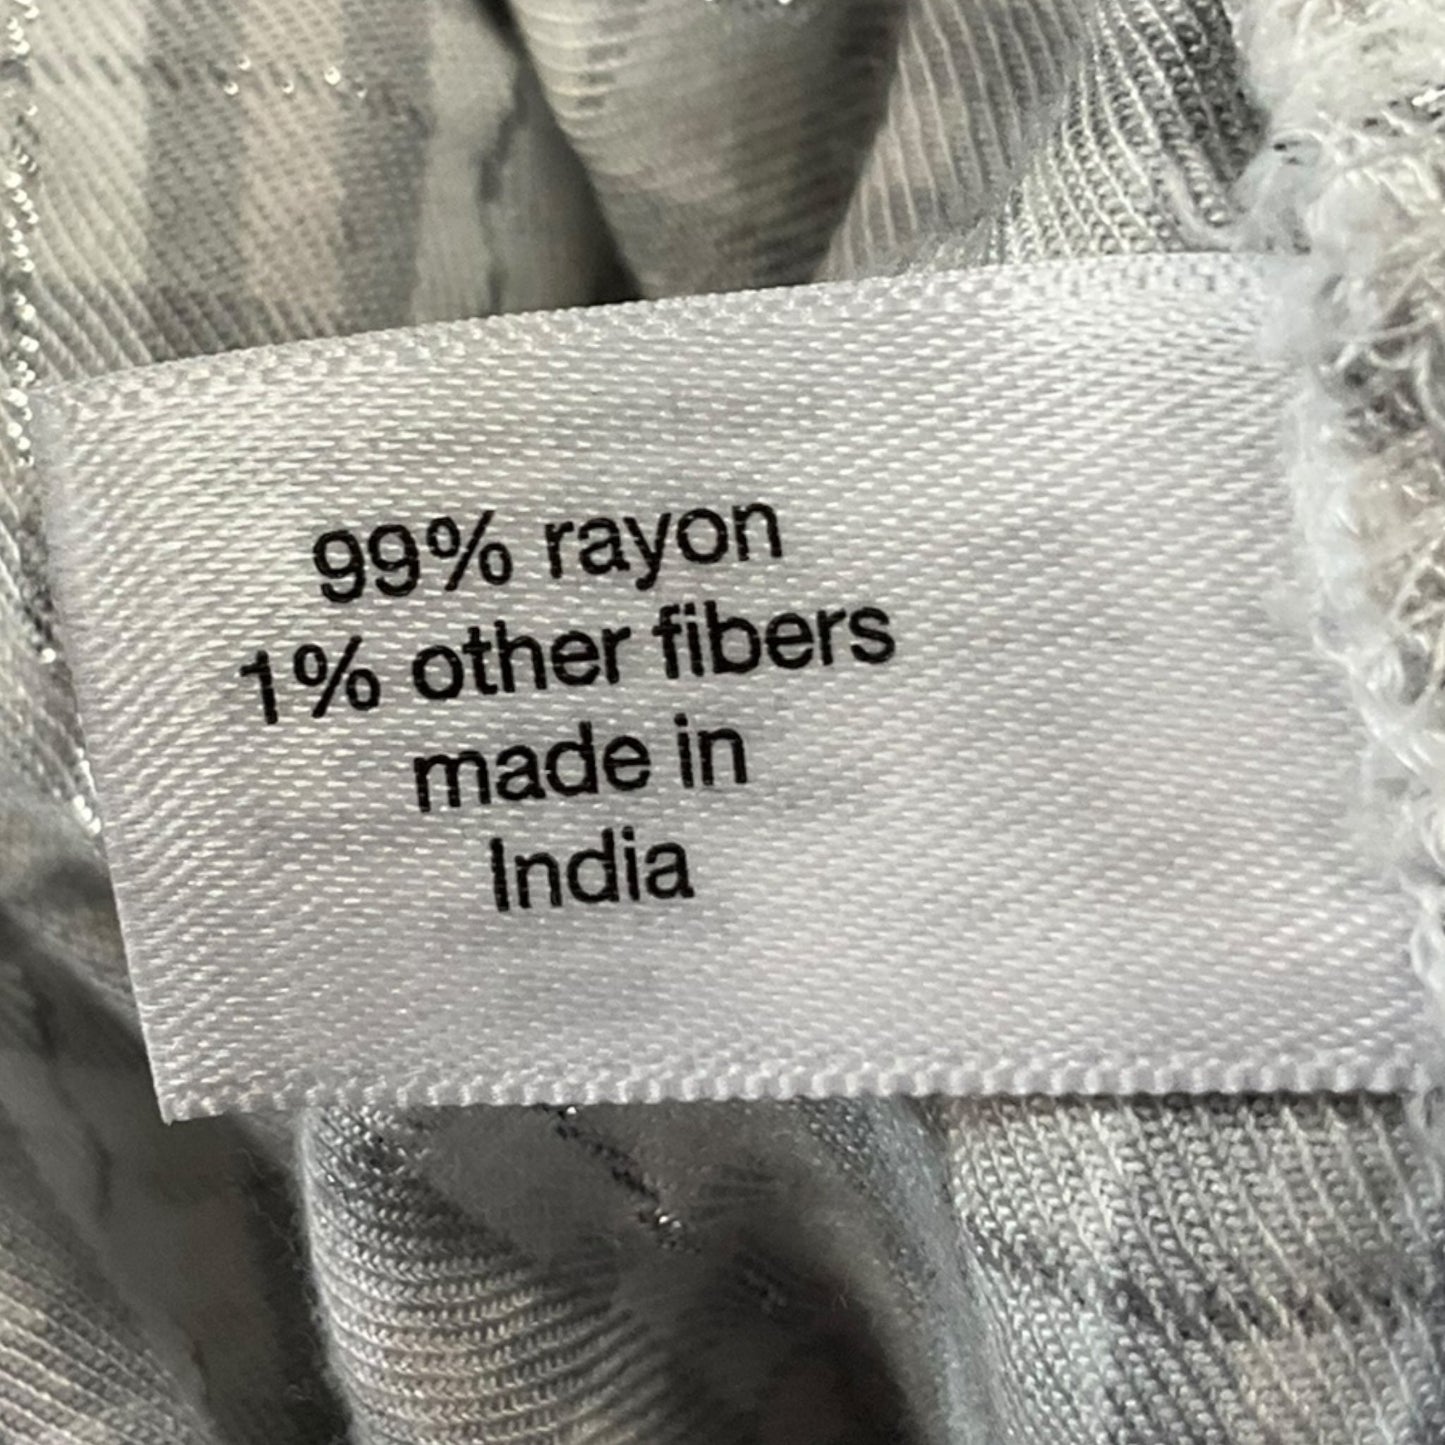 99% rayon
1% other fibers
made in
India